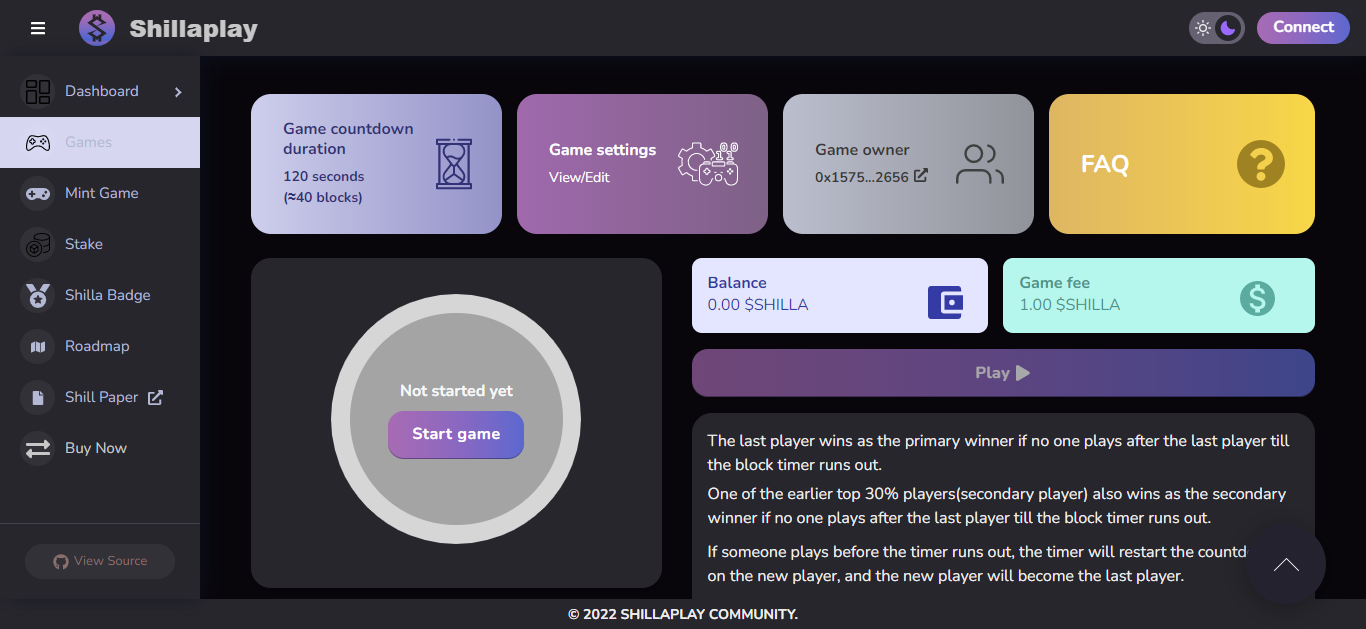 Shillaplay
Connect
Dashboard
Games
Mint Game
Stake
Shilla Badge
Roadmap
Shill Paper
Buy Now
View Source
Game countdown
duration
120 seconds
(≈40 blocks)
Game settings
View/Edit
Game owner
0x1575...2656
FAQ
Not started yet
Start game
Balance
0.00 $SHILLA
Game fee
1.00 $SHILLA
Play
The last player wins as the primary winner if no one plays after the last player till
the block timer runs out.
One of the earlier top 30% players(secondary player) also wins as the secondary
winner if no one plays after the last player till the block timer runs out.
If someone plays before the timer runs out, the timer will restart the
on the new player, and the new player will become the last player.
© 2022 SHILLAPLAY COMMUNITY.